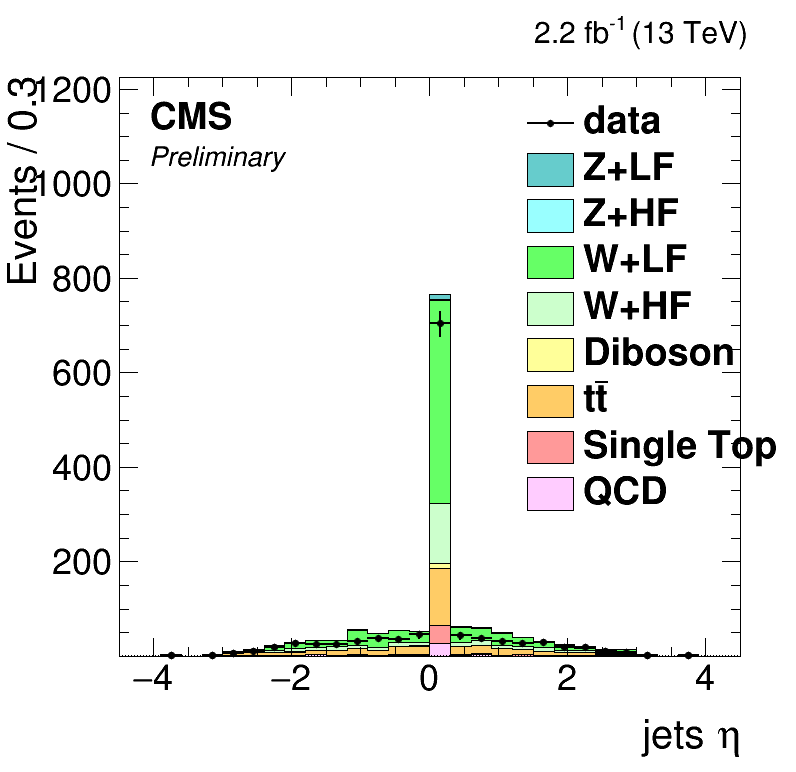 2.2 fb⁻¹ (13 TeV)
CMS
Preliminary
Events / 0.3
1200
1000
800
600
400
200
data
Z+LF
Z+HF
W+LF
W+HF
Diboson
tt̄
Single Top
QCD
−4 −2 0 2 4
jets η